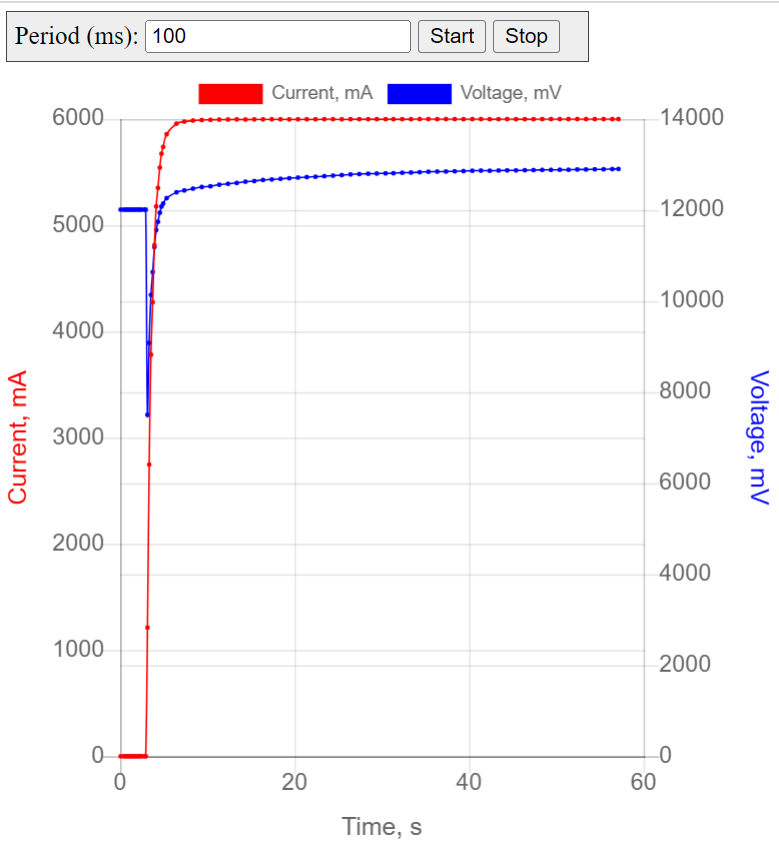 Period (ms): 100 Start Stop
Current, mA Voltage, mV
6000 14000
5000 12000
4000 10000
3000 8000
2000 6000
1000 4000
0 2000
0
Current, mA
Voltage, mV
0 20 40 60
Time, s